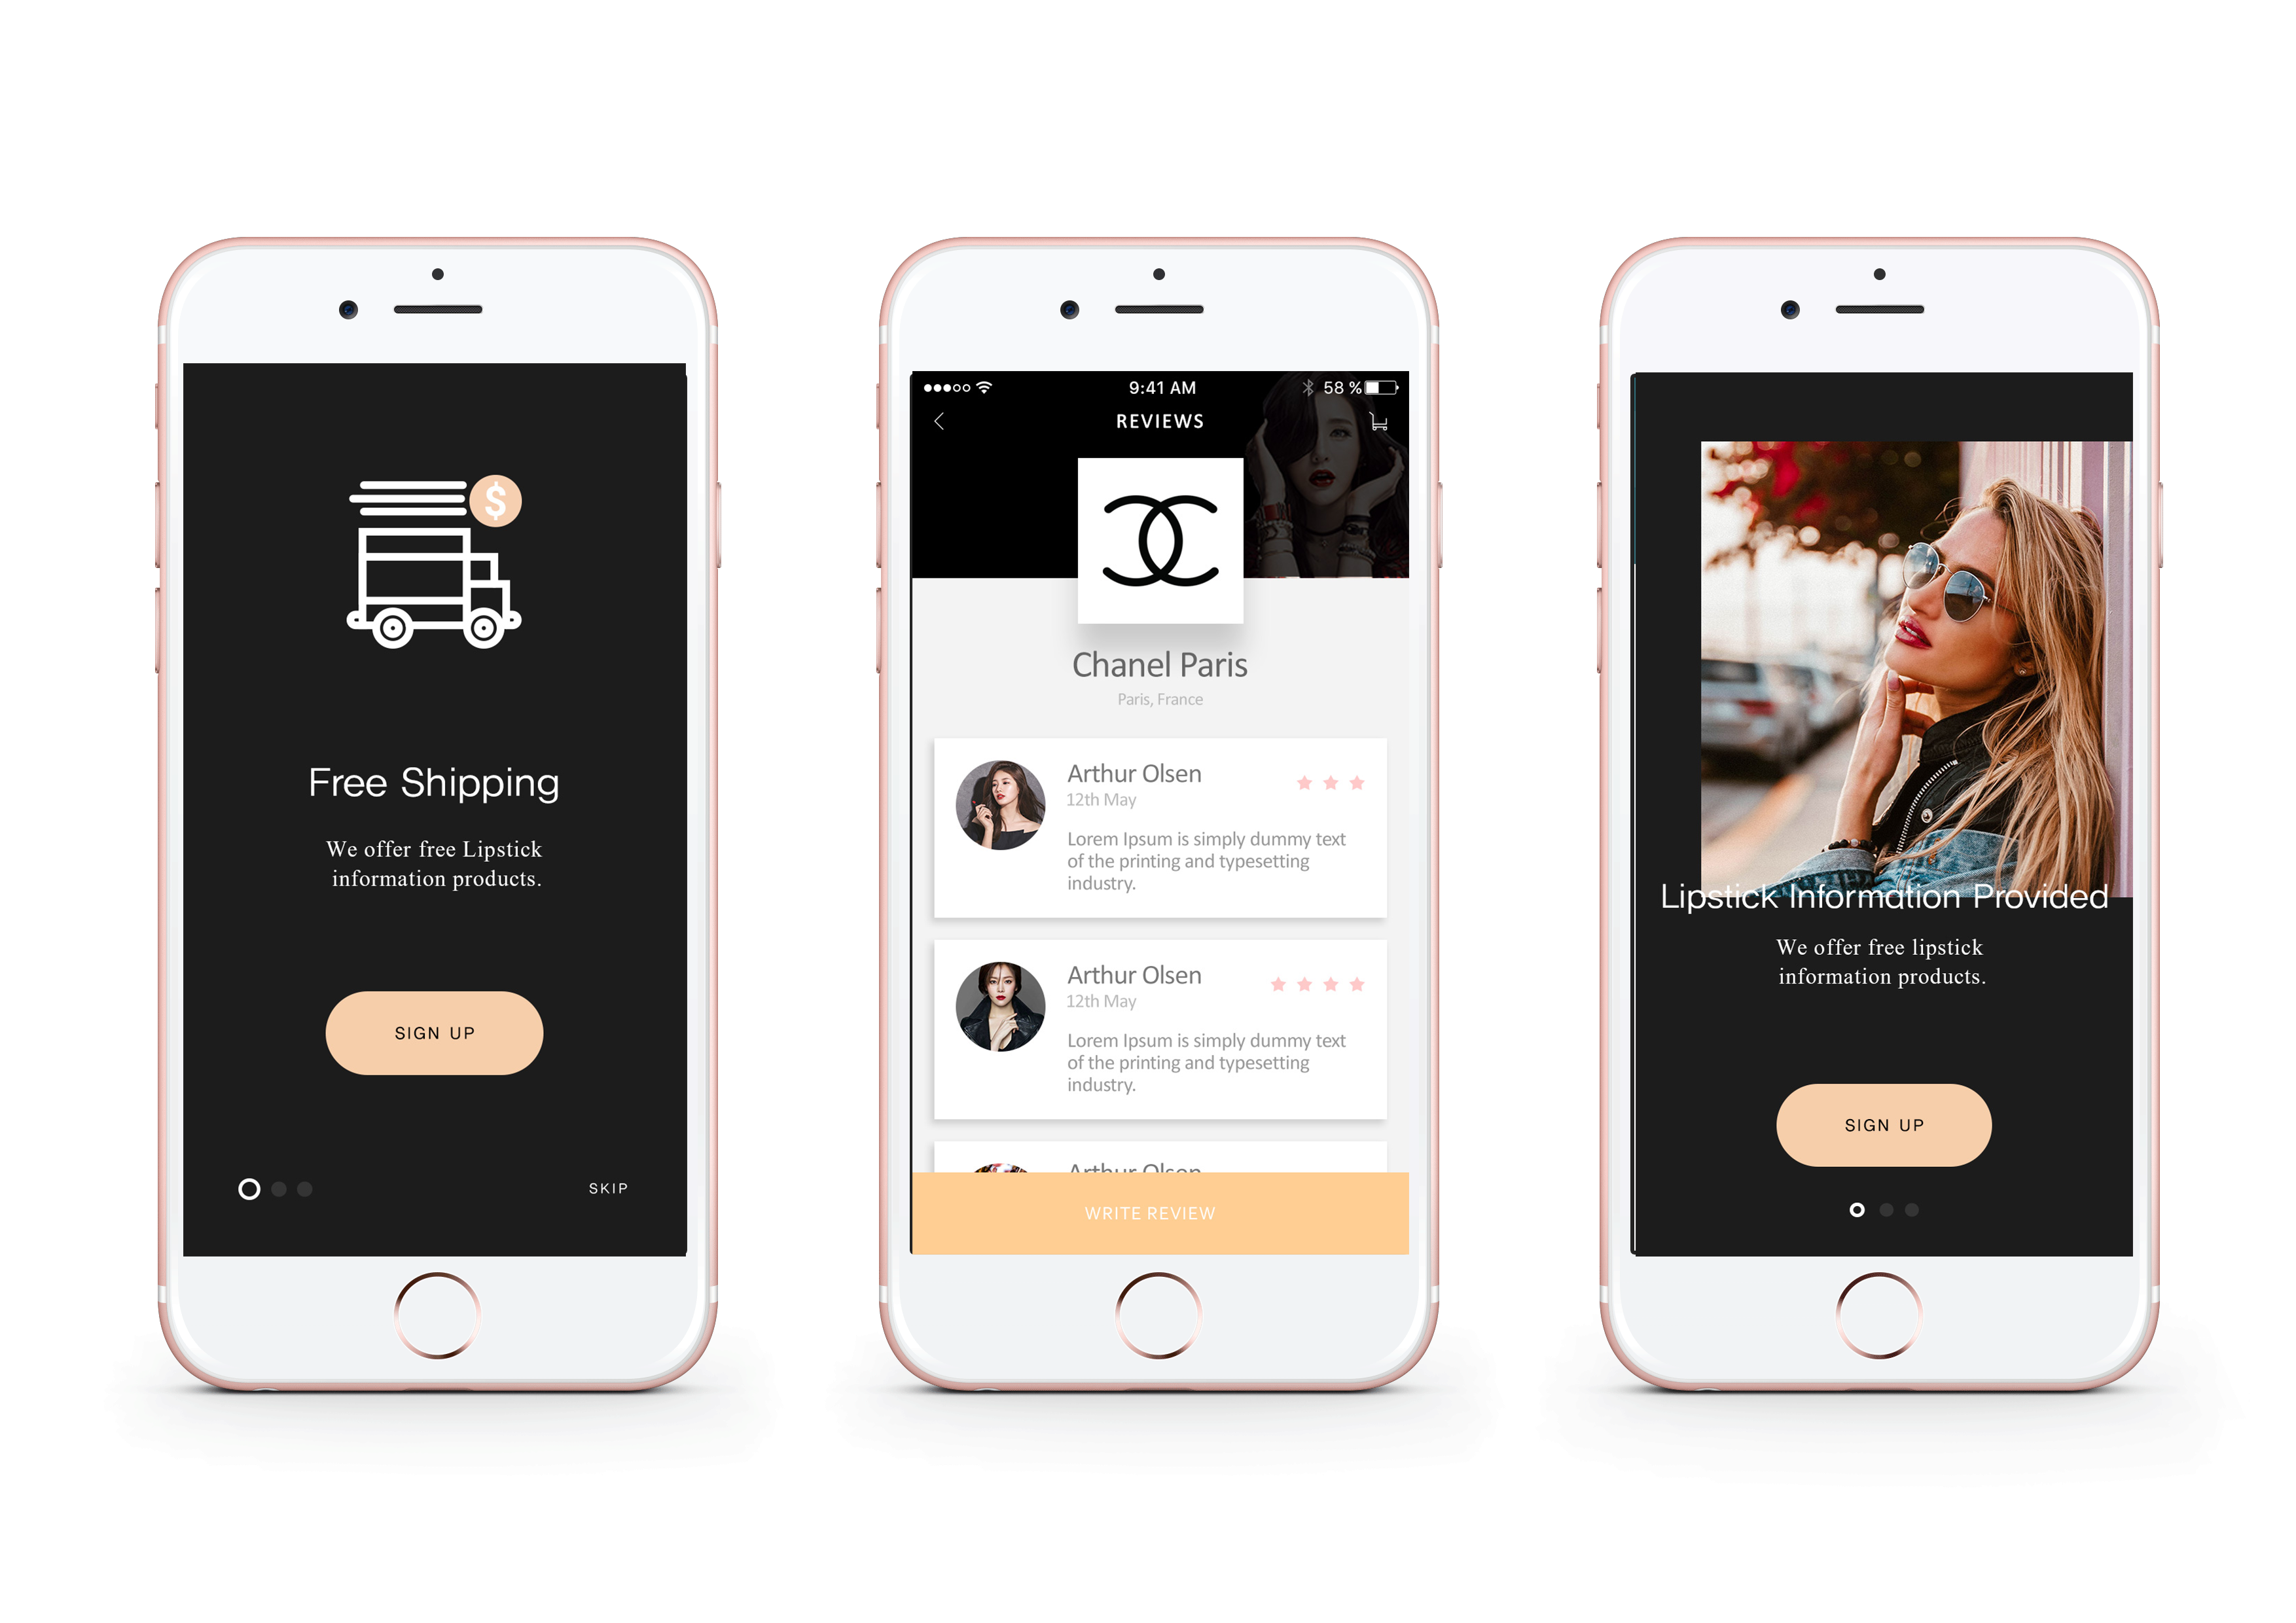 $
Free Shipping
We offer free Lipstick
information products.
SIGN UP
SKIP
9:41 AM
58 %
REVIEWS
Chanel Paris
Paris, France
Arthur Olsen
12th May
Lorem Ipsum is simply dummy text
of the printing and typesetting
industry.
Arthur Olsen
12th May
Lorem Ipsum is simply dummy text
of the printing and typesetting
industry.
Arthur Olsen
WRITE REVIEW
Lipstick Information Provided
We offer free lipstick
information products.
SIGN UP